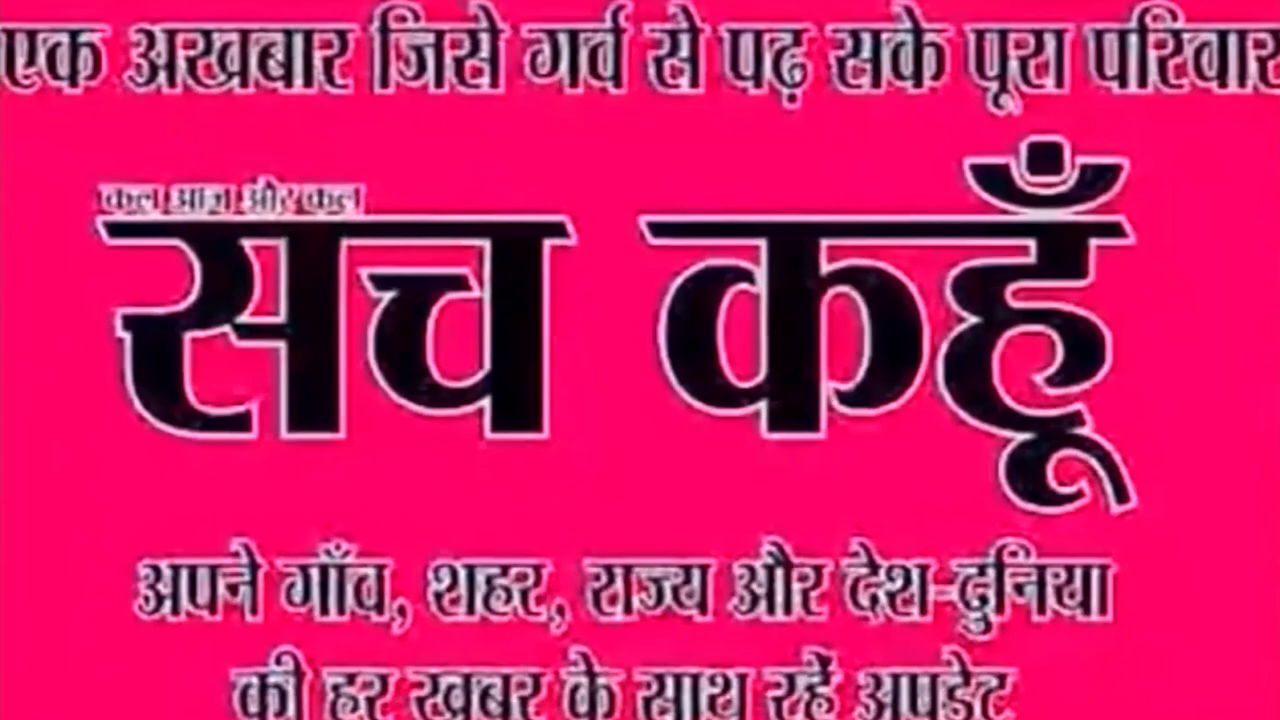 एक अखबार जिसे गर्व से पढ़ सके पूरा परिवार
कल आज और कल
सच कहूँ
अपने गाँव, शहर, राज्य और देश-दुनिया
की हर खबर के साथ रहें अपडेट